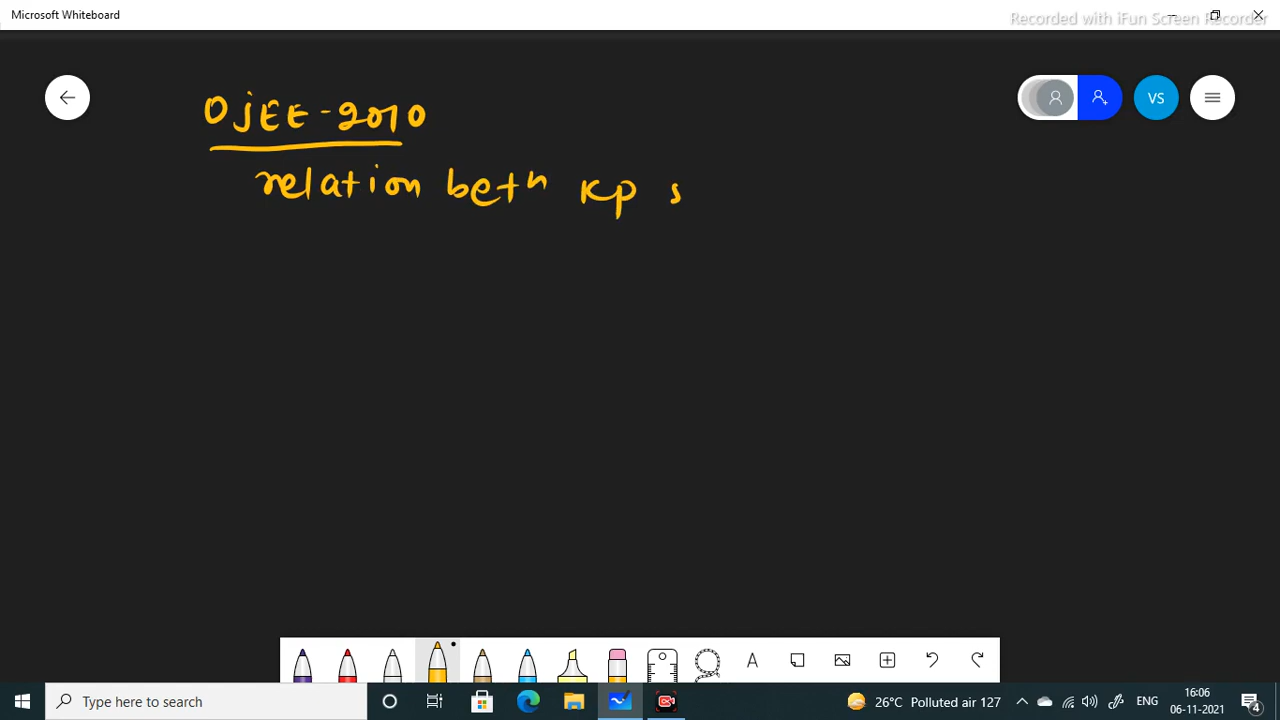 Microsoft Whiteboard
Recorded with iFun Screen Recorder
OJEE-2010
VS
relation betn Kp s
A
Type here to search
26°C Polluted air 127
ENG
16:06
06-11-2021
4